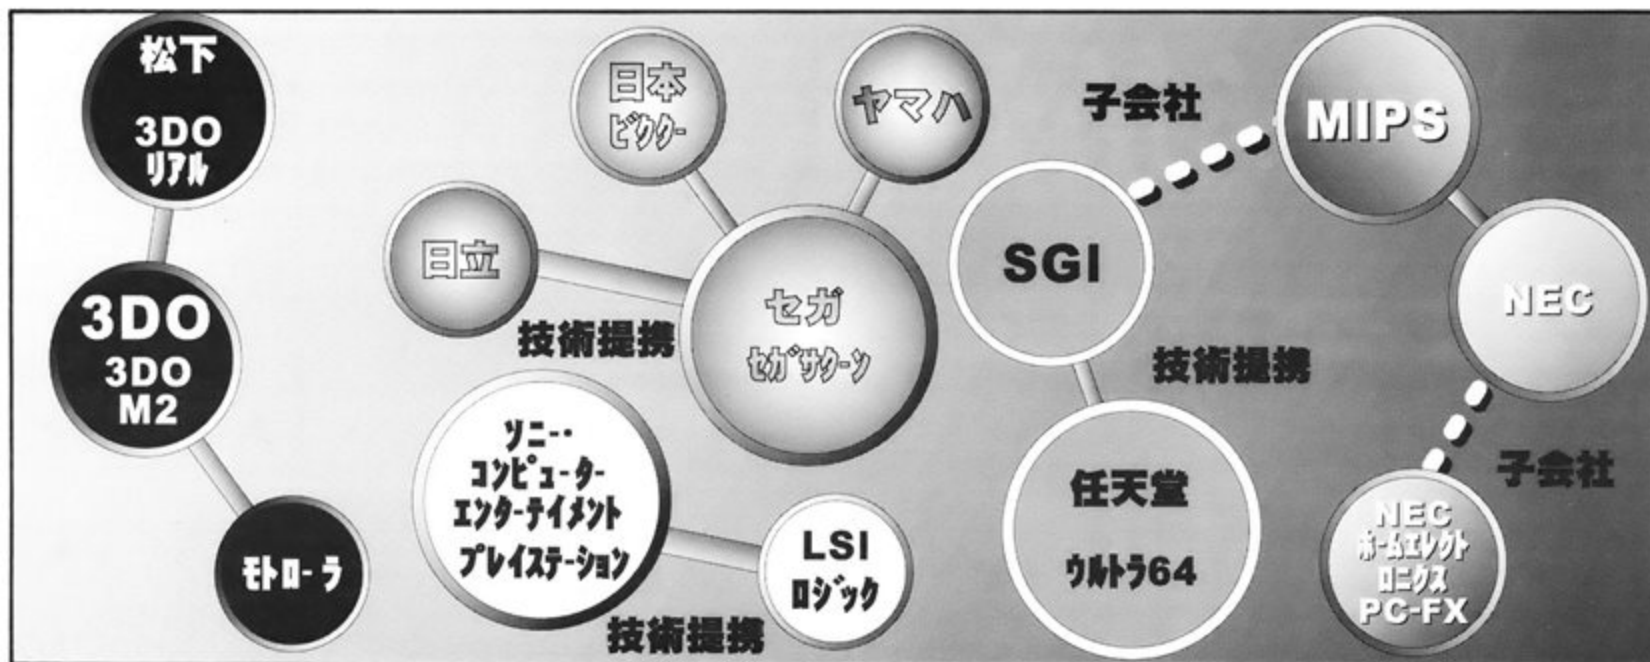 松下
3DO
リアル
3DO
3DO
M2
モトローラ
日本
ビクター
ヤマハ
日立
セガ
セガサターン
技術提携
ソニー・
コンピューター
エンターテイメント
プレイステーション
LSI
ロジック
技術提携
子会社
MIPS
SGI
NEC
技術提携
任天堂
ウルトラ64
子会社
NEC
ホームエレクト
ロニクス
PC-FX